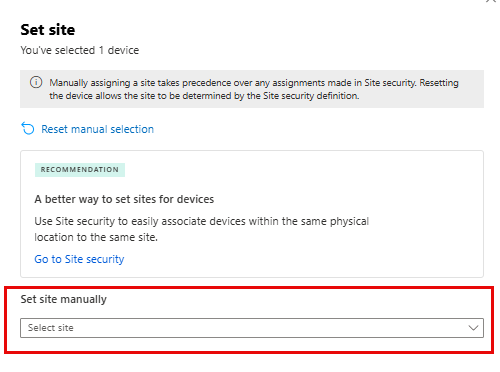 Set site
You've selected 1 device
Manually assigning a site takes precedence over any assignments made in Site security. Resetting
the device allows the site to be determined by the Site security definition.
Reset manual selection
RECOMMENDATION
A better way to set sites for devices
Use Site security to easily associate devices within the same physical
location to the same site.
Go to Site security
Set site manually
Select site